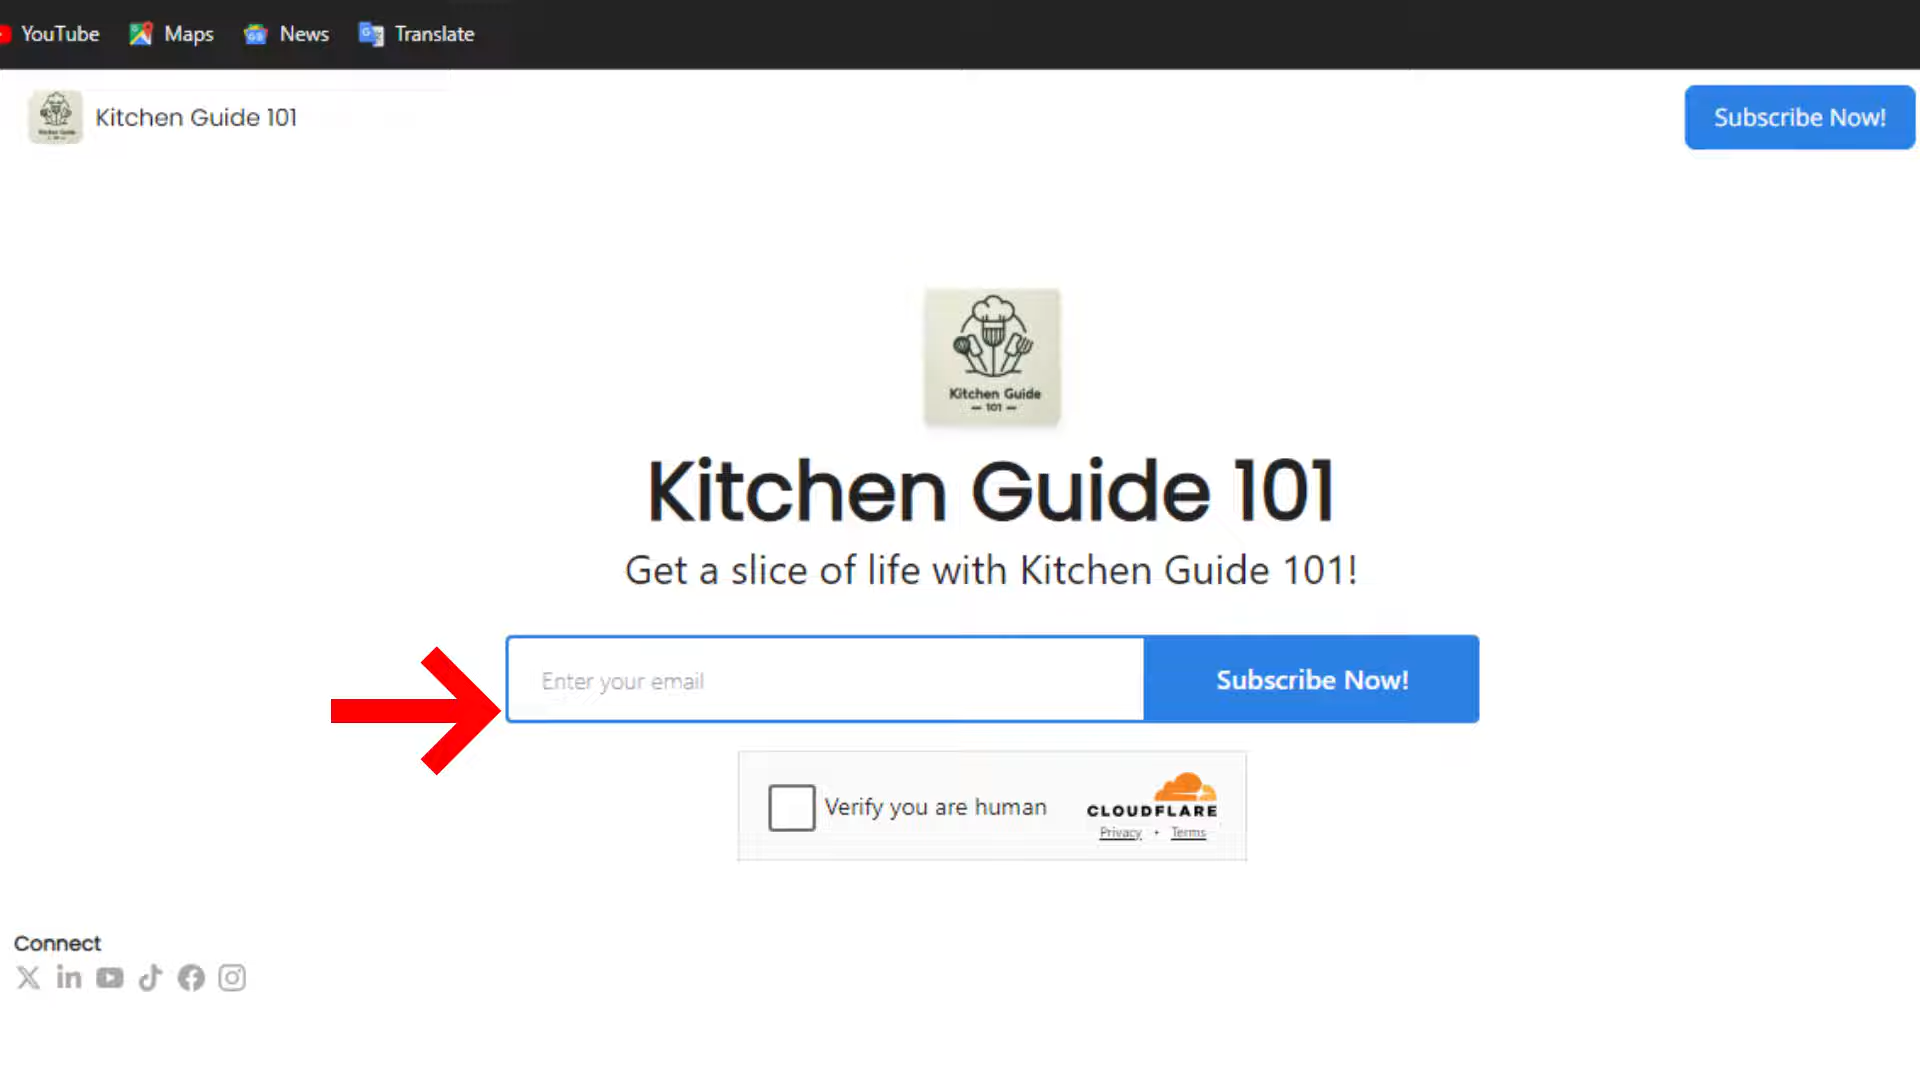 YouTube Maps News Translate
Kitchen Guide 101
Subscribe Now!
Kitchen Guide
— 101 —
Kitchen Guide 101
Get a slice of life with Kitchen Guide 101!
Enter your email
Subscribe Now!
Verify you are human
CLOUDFLARE
Privacy • Terms
Connect